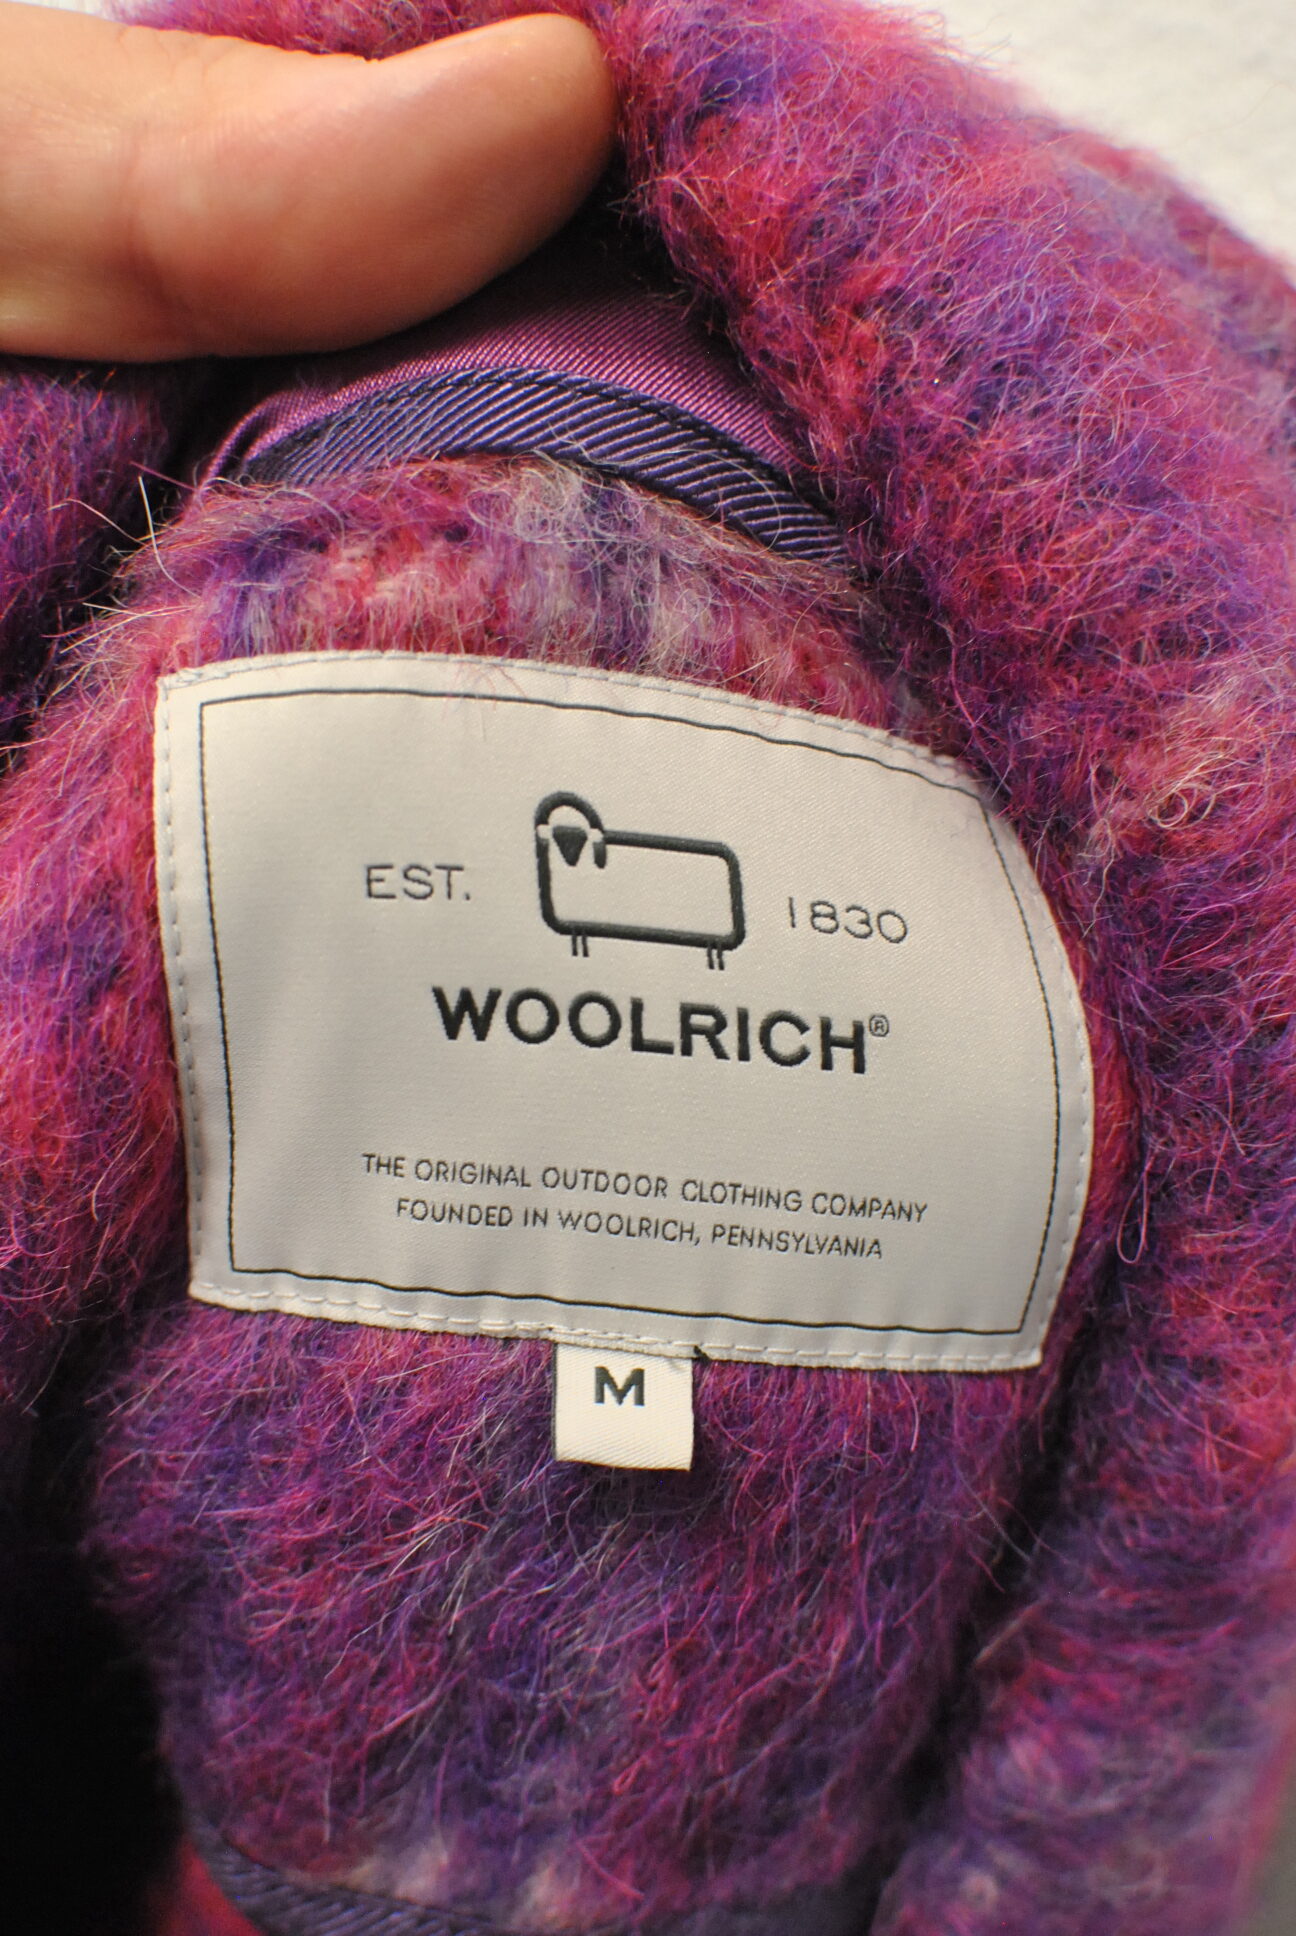 EST. 1830
WOOLRICH®
THE ORIGINAL OUTDOOR CLOTHING COMPANY
FOUNDED IN WOOLRICH, PENNSYLVANIA
M